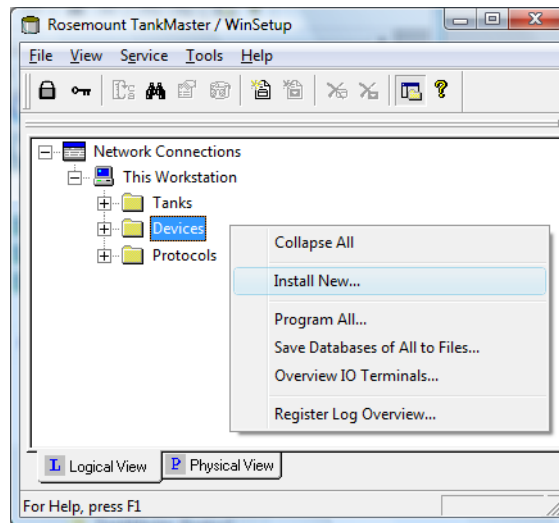 Rosemount TankMaster / WinSetup
File View Service Tools Help
Network Connections
This Workstation
Tanks
Devices
Protocols
Collapse All
Install New...
Program All...
Save Databases of All to Files...
Overview IO Terminals...
Register Log Overview...
L Logical View P Physical View
For Help, press F1